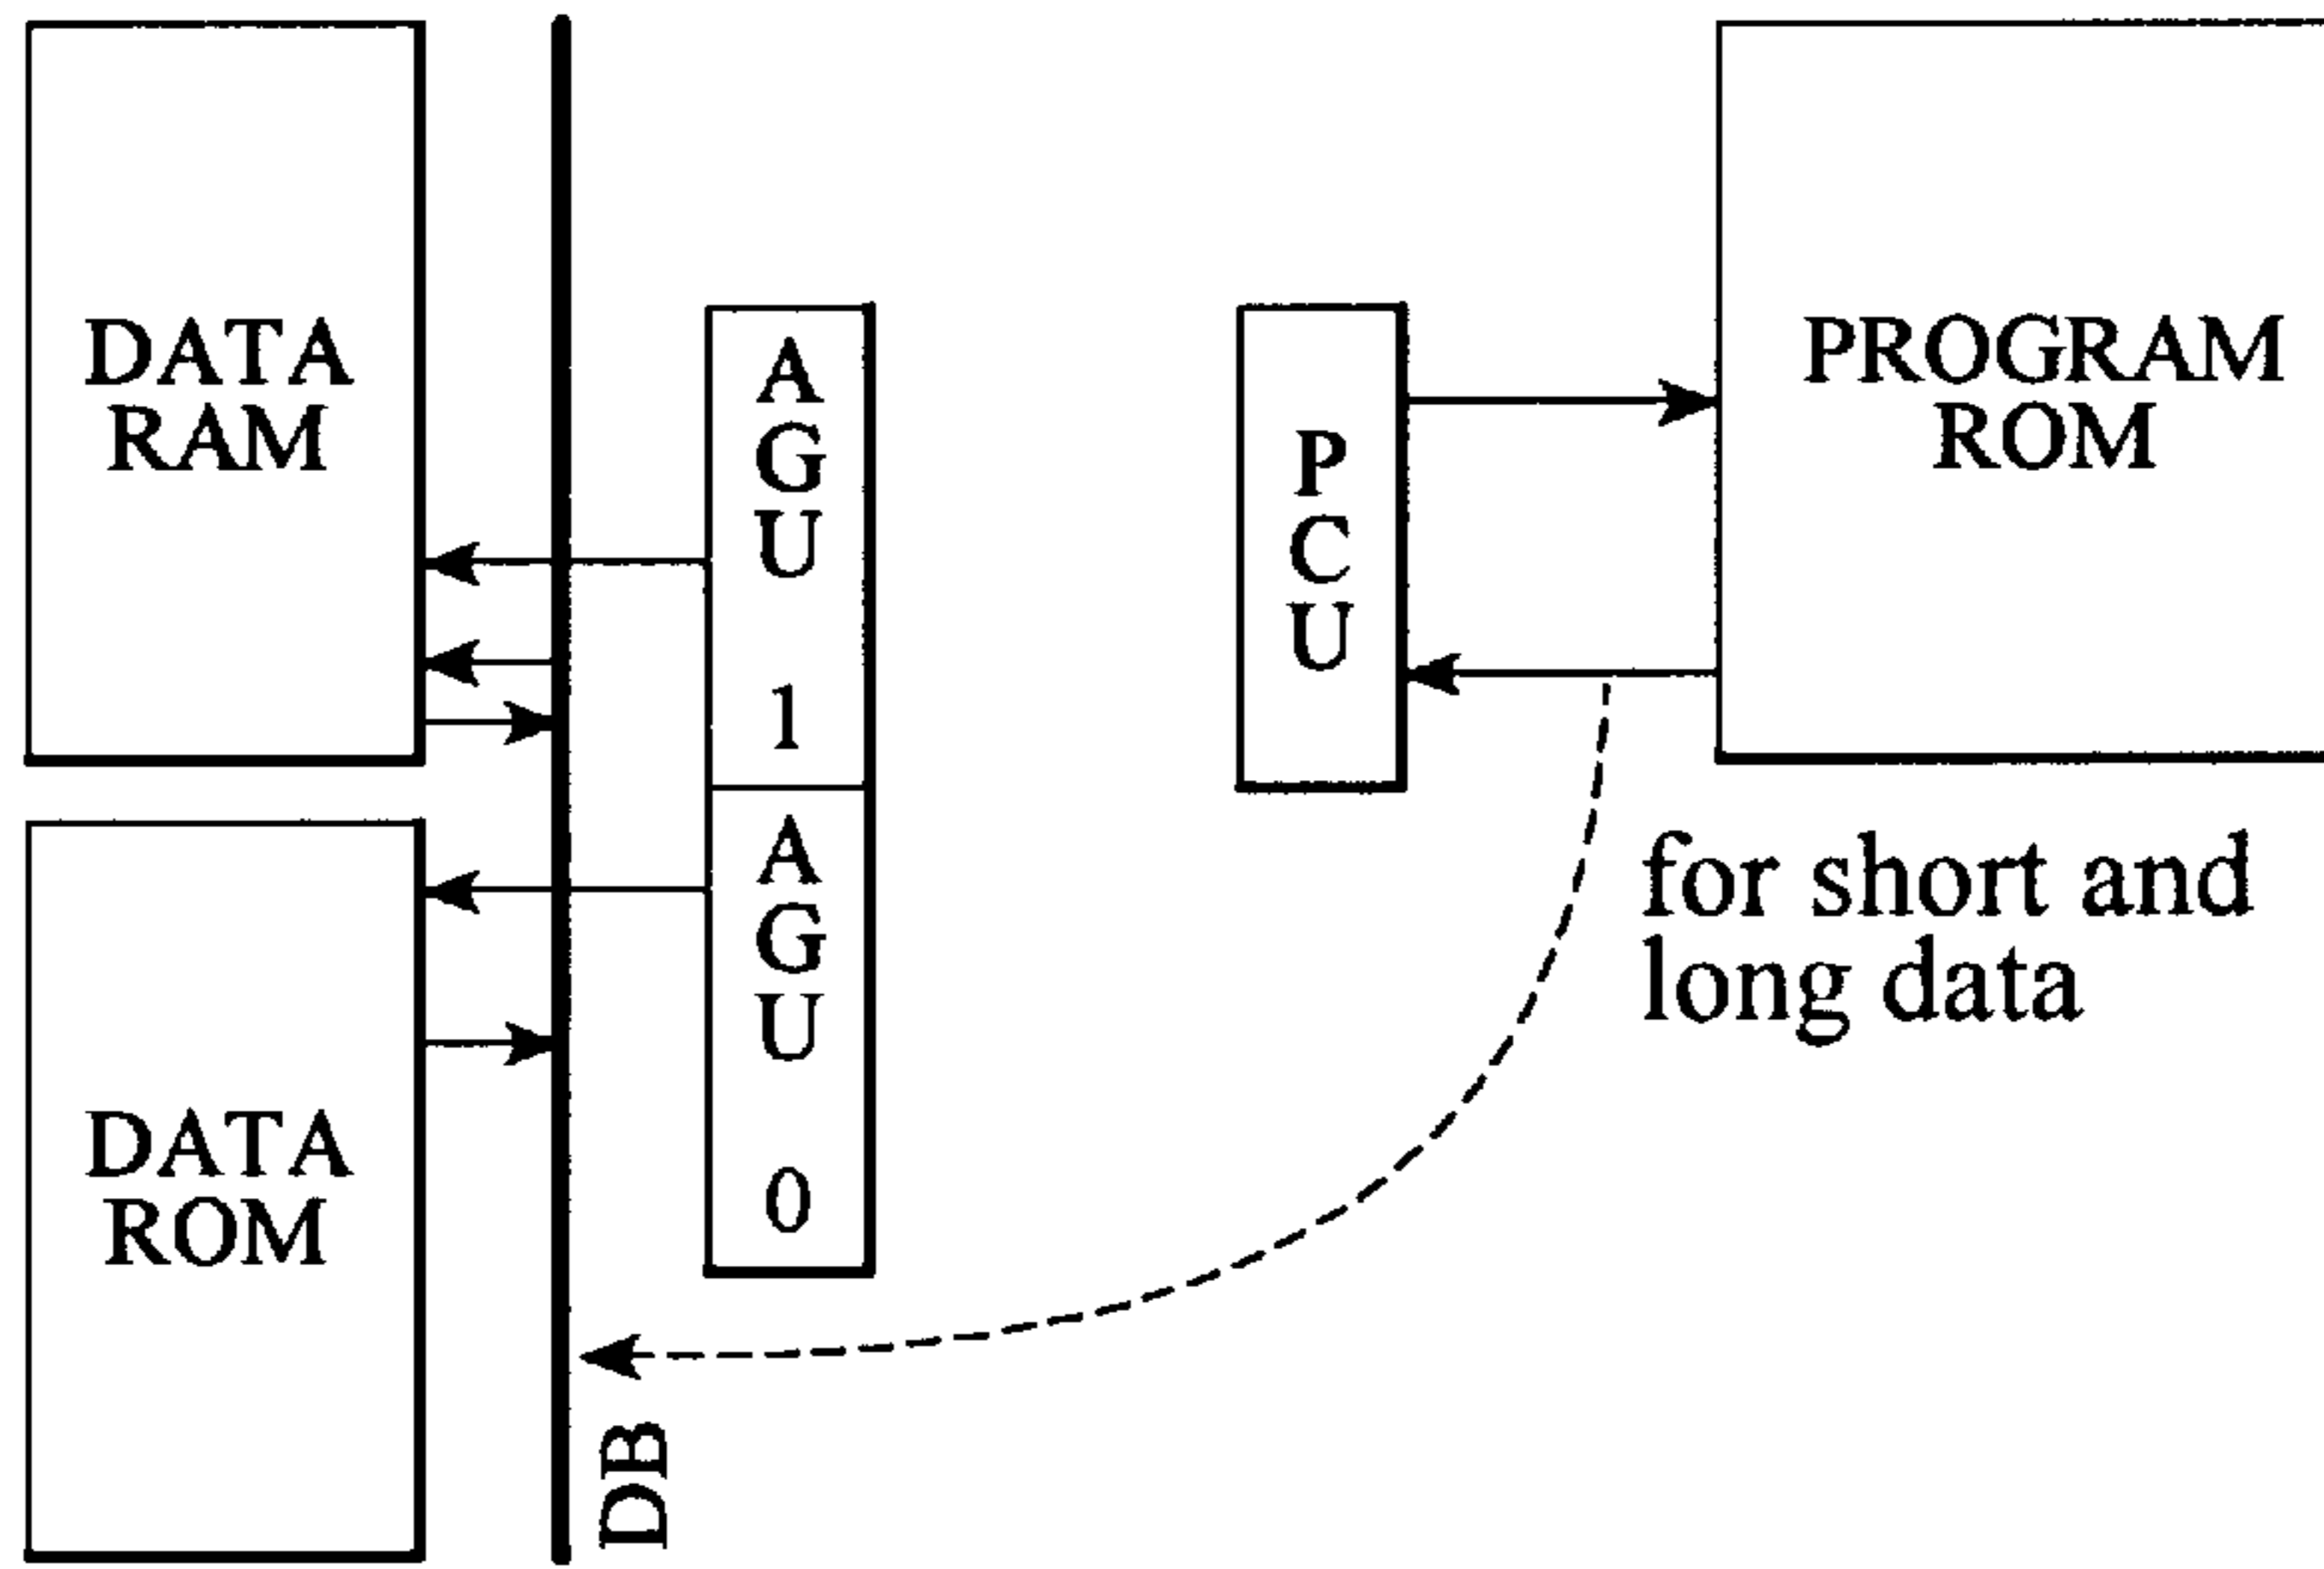 DATA
RAM
A
G
U
1
P
C
U
PROGRAM
ROM
DATA
ROM
A
G
U
0
for short and
long data
DB